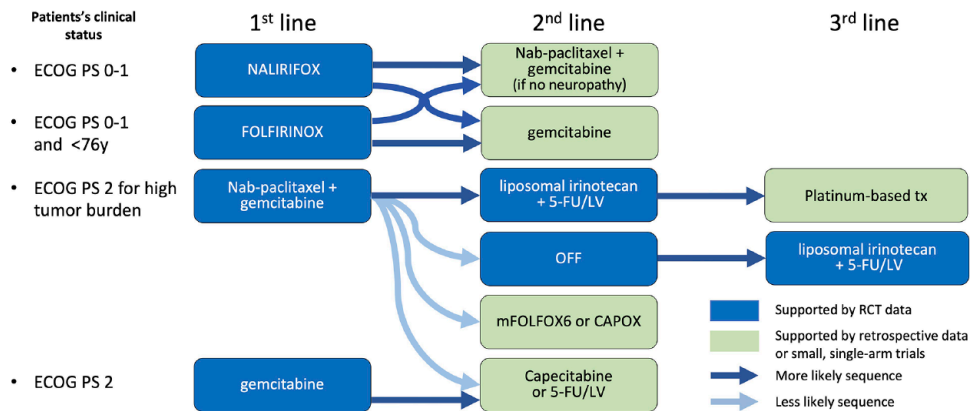 Patients's clinical
status
1st line
2nd line
3rd line
• ECOG PS 0-1
NALIRIFOX
Nab-paclitaxel +
gemcitabine
(if no neuropathy)
• ECOG PS 0-1
and <76y
FOLFIRINOX
gemcitabine
• ECOG PS 2 for high
tumor burden
Nab-paclitaxel +
gemcitabine
liposomal irinotecan
+ 5-FU/LV
Platinum-based tx
OFF
liposomal irinotecan
+ 5-FU/LV
mFOLFOX6 or CAPOX
• ECOG PS 2
gemcitabine
Capecitabine
or 5-FU/LV
Supported by RCT data
Supported by retrospective data
or small, single-arm trials
More likely sequence
Less likely sequence